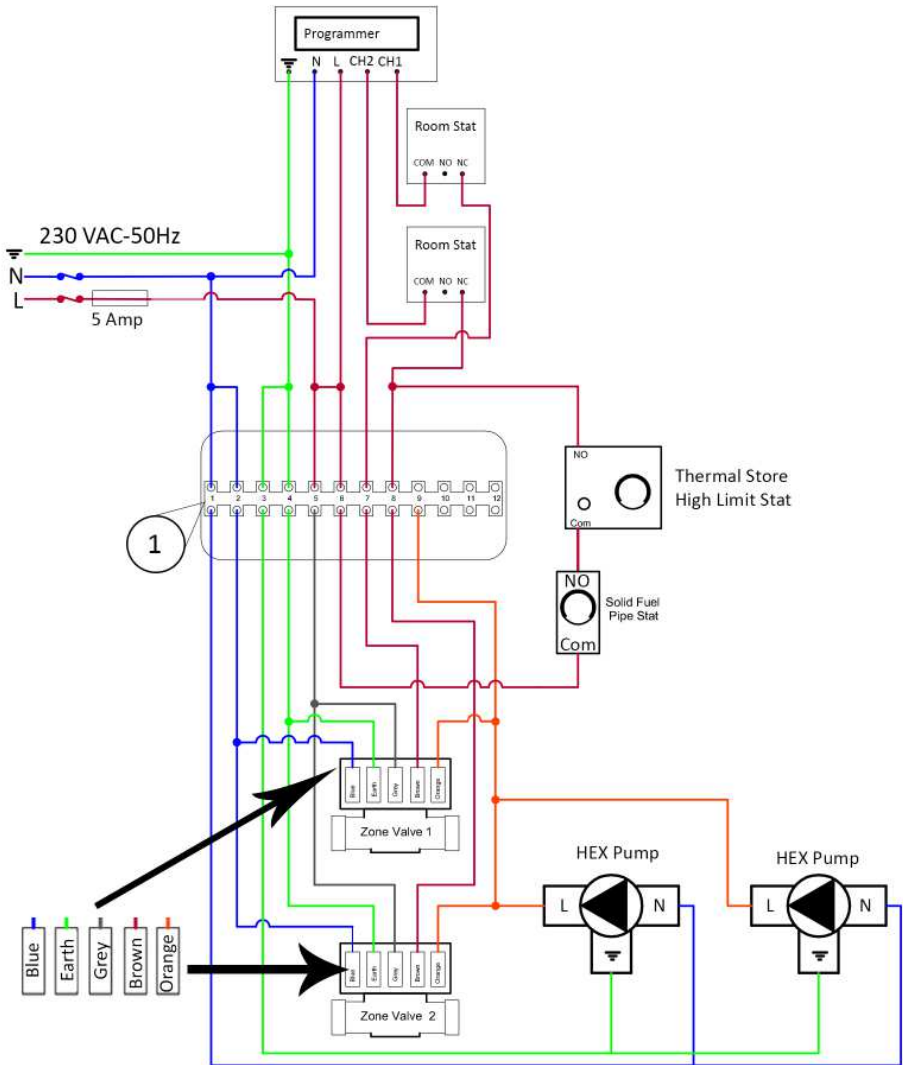 Programmer
N L CH2 CH1
Room Stat
COM NO NC
230 VAC-50Hz
Room Stat
N
COM NO NC
L
5 Amp
NO
Thermal Store
High Limit Stat
Com
1 2 3 4 5 6 7 8 9 10 11 12
1
NO
Solid Fuel
Pipe Stat
Com
Blue Earth Grey Brown Orange
Zone Valve 1
HEX Pump
HEX Pump
L N
L N
Blue Earth Grey Brown Orange
Blue Earth Grey Brown Orange
Zone Valve 2